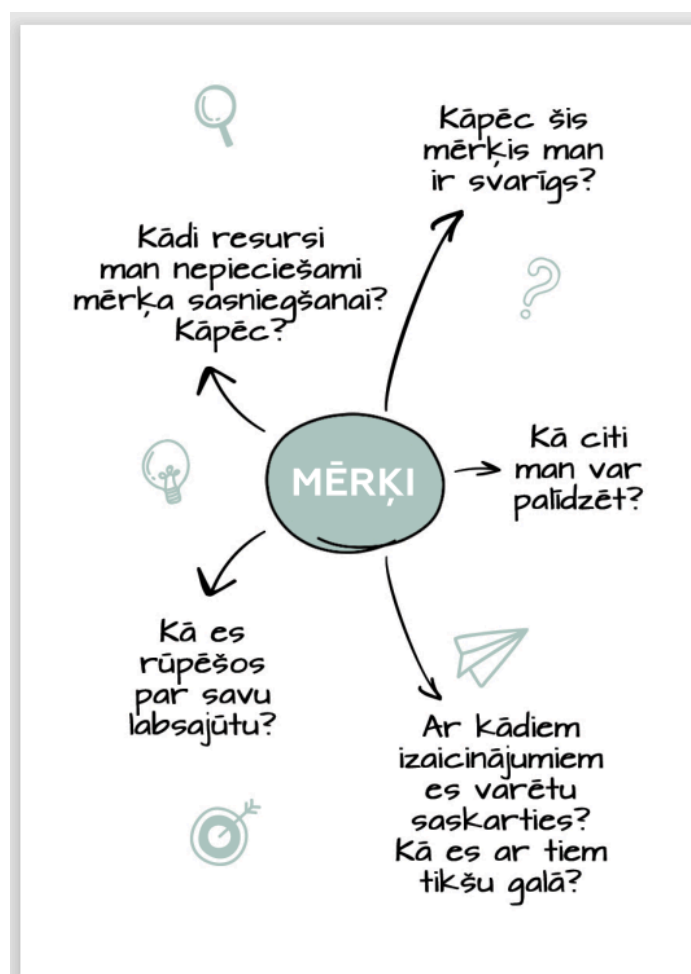 Kāpēc šis
mērķis man
ir svarīgs?
Kādi resursi
man nepieciešami
mērķa sasniegšanai?
Kāpēc?
MĒRĶI
Kā citi
man var
palīdzēt?
Kā es
rūpēšos
par savu
labsajūtu?
Ar kādiem
izaicinājumiem
es varētu
saskarties?
Kā es ar tiem
tikšu galā?